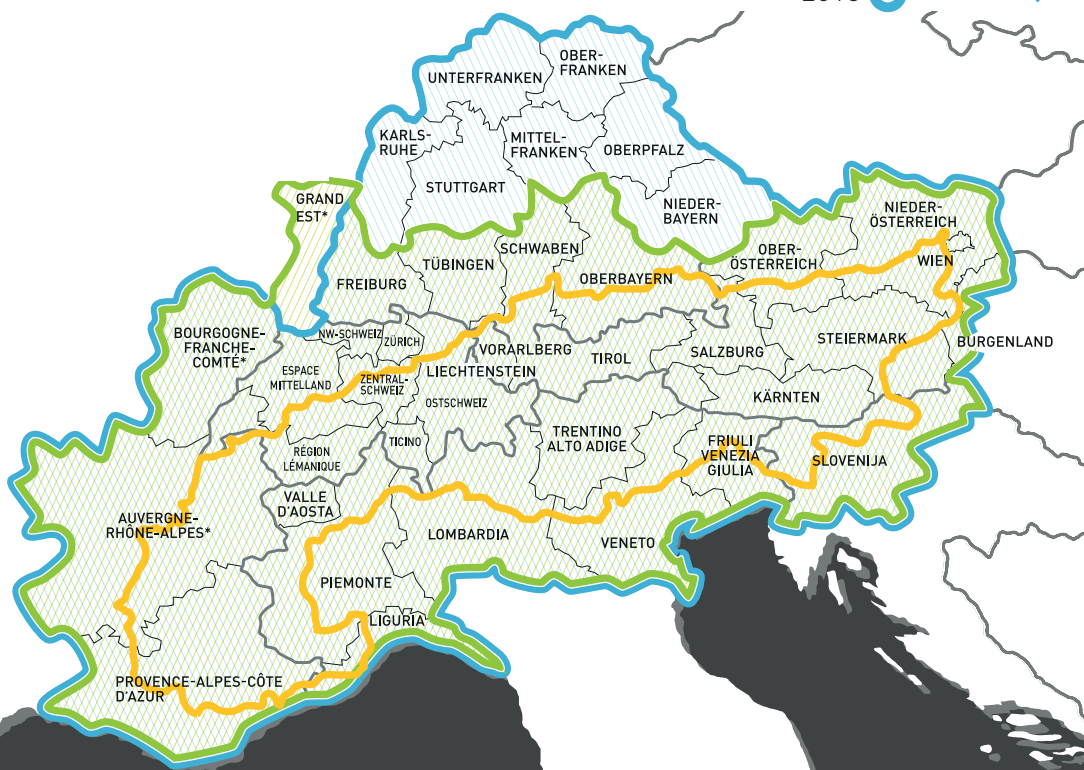 OBER-
FRANKEN
UNTERFRANKEN
KARLS-
RUHE
MITTEL-
FRANKEN
OBERPFALZ
STUTTGART
GRAND
EST*
NIEDER-
BAYERN
NIEDER-
ÖSTERREICH
SCHWABEN
TÜBINGEN
OBER-
ÖSTERREICH
WIEN
FREIBURG
OBERBAYERN
BOURGOGNE-
FRANCHE-
COMTÉ*
NW-SCHWEIZ
ZÜRICH
VORARLBERG
TIROL
SALZBURG
STEIERMARK
BURGENLAND
ESPACE
MITTELLAND
ZENTRAL-
SCHWEIZ
LIECHTENSTEIN
OSTSCHWEIZ
KÄRNTEN
TRENTINO
ALTO ADIGE
FRIULI
VENEZIA
GIULIA
SLOVENIJA
TICINO
RÉGION
LÉMANIQUE
VALLE
D'AOSTA
AUVERGNE-
RHÔNE-ALPES*
LOMBARDIA
VENETO
PIEMONTE
LIGURIA
PROVENCE-ALPES-CÔTE
D'AZUR